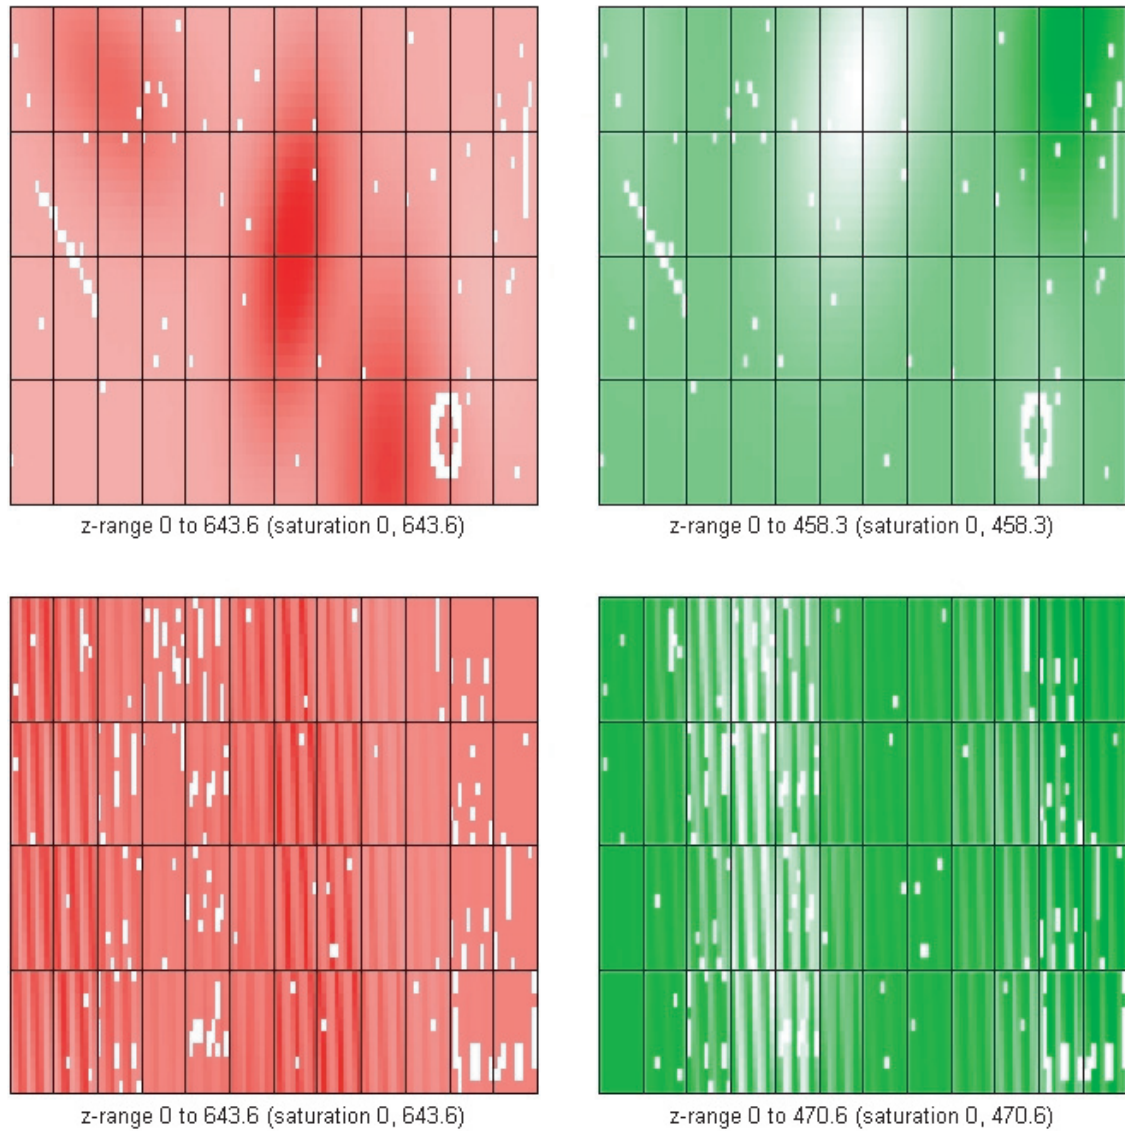 z-range 0 to 643.6 (saturation 0, 643.6)
z-range 0 to 458.3 (saturation 0, 458.3)
z-range 0 to 643.6 (saturation 0, 643.6)
z-range 0 to 470.6 (saturation 0, 470.6)